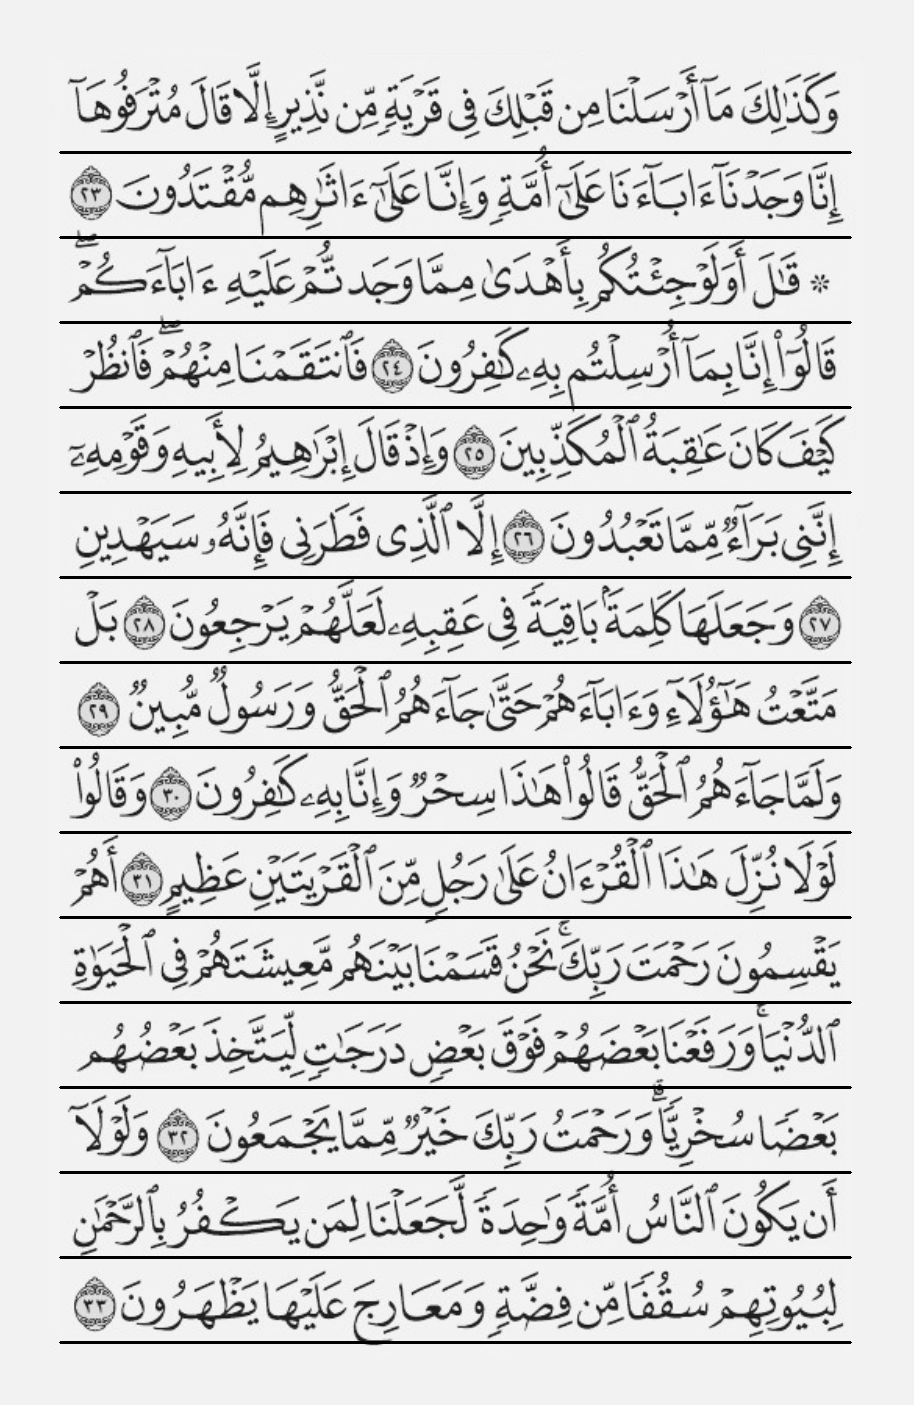 وَكَذَٰلِكَ مَآ أَرۡسَلۡنَا مِن قَبۡلِكَ فِي قَرۡيَةٖ مِّن نَّذِيرٍ إِلَّا قَالَ مُتۡرَفُوهَآ
إِنَّا وَجَدۡنَآ ءَابَآءَنَا عَلَىٰٓ أُمَّةٖ وَإِنَّا عَلَىٰٓ ءَاثَٰرِهِم مُّقۡتَدُونَ ٢٣
۞ قَٰلَ أَوَلَوۡ جِئۡتُكُم بِأَهۡدَىٰ مِمَّا وَجَدتُّمۡ عَلَيۡهِ ءَابَآءَكُمۡۖ
قَالُوٓاْ إِنَّا بِمَآ أُرۡسِلۡتُم بِهِۦ كَٰفِرُونَ ٢٤ فَٱنتَقَمۡنَا مِنۡهُمۡۖ فَٱنظُرۡ
كَيۡفَ كَانَ عَٰقِبَةُ ٱلۡمُكَذِّبِينَ ٢٥ وَإِذۡ قَالَ إِبۡرَٰهِيمُ لِأَبِيهِ وَقَوۡمِهِۦٓ
إِنَّنِي بَرَآءٞ مِّمَّا تَعۡبُدُونَ ٢٦ إِلَّا ٱلَّذِي فَطَرَنِي فَإِنَّهُۥ سَيَهۡدِينِ
٢٧ وَجَعَلَهَا كَلِمَةَۢ بَاقِيَةٗ فِي عَقِبِهِۦ لَعَلَّهُمۡ يَرۡجِعُونَ ٢٨ بَلۡ
مَتَّعۡتُ هَٰٓؤُلَآءِ وَءَابَآءَهُمۡ حَتَّىٰ جَآءَهُمُ ٱلۡحَقُّ وَرَسُولٞ مُّبِينٞ ٢٩
وَلَمَّا جَآءَهُمُ ٱلۡحَقُّ قَالُواْ هَٰذَا سِحۡرٞ وَإِنَّا بِهِۦ كَٰفِرُونَ ٣٠ وَقَالُواْ
لَوۡلَا نُزِّلَ هَٰذَا ٱلۡقُرۡءَانُ عَلَىٰ رَجُلٖ مِّنَ ٱلۡقَرۡيَتَيۡنِ عَظِيمٍ ٣١ أَهُمۡ
يَقۡسِمُونَ رَحۡمَتَ رَبِّكَۚ نَحۡنُ قَسَمۡنَا بَيۡنَهُم مَّعِيشَتَهُمۡ فِي ٱلۡحَيَوٰةِ
ٱلدُّنۡيَاۚ وَرَفَعۡنَا بَعۡضَهُمۡ فَوۡقَ بَعۡضٖ دَرَجَٰتٖ لِّيَتَّخِذَ بَعۡضُهُم
بَعۡضٗا سُخۡرِيّٗاۗ وَرَحۡمَتُ رَبِّكَ خَيۡرٞ مِّمَّا يَجۡمَعُونَ ٣٢ وَلَوۡلَآ
أَن يَكُونَ ٱلنَّاسُ أُمَّةٗ وَٰحِدَةٗ لَّجَعَلۡنَا لِمَن يَكۡفُرُ بِٱلرَّحۡمَٰنِ
لِبُيُوتِهِمۡ سُقُفٗا مِّن فِضَّةٖ وَمَعَارِجَ عَلَيۡهَا يَظۡهَرُونَ ٣٣